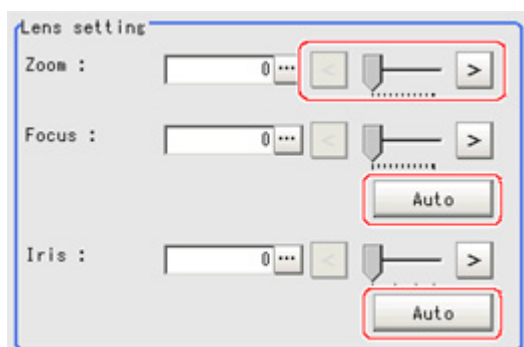 Lens setting
Zoom : 0 ... < >
Focus : 0 ... < >
Auto
Iris : 0 ... < >
Auto